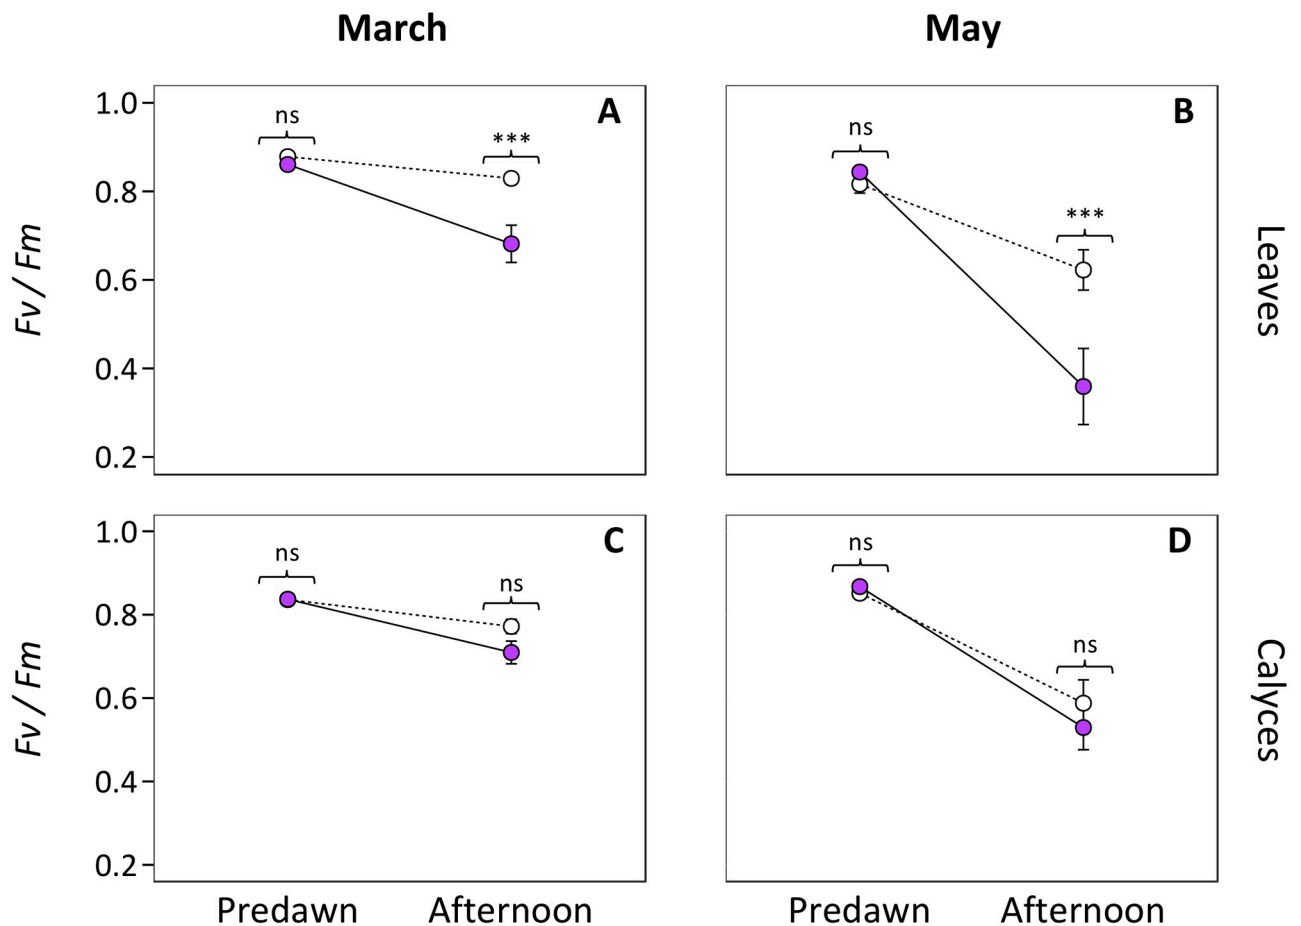 March
May
1.0
0.8
0.6
0.4
0.2
Fv / Fm
ns
***
A
ns
***
B
Leaves
1.0
0.8
0.6
0.4
0.2
Fv / Fm
ns
ns
C
ns
ns
D
Calyces
Predawn Afternoon
Predawn Afternoon